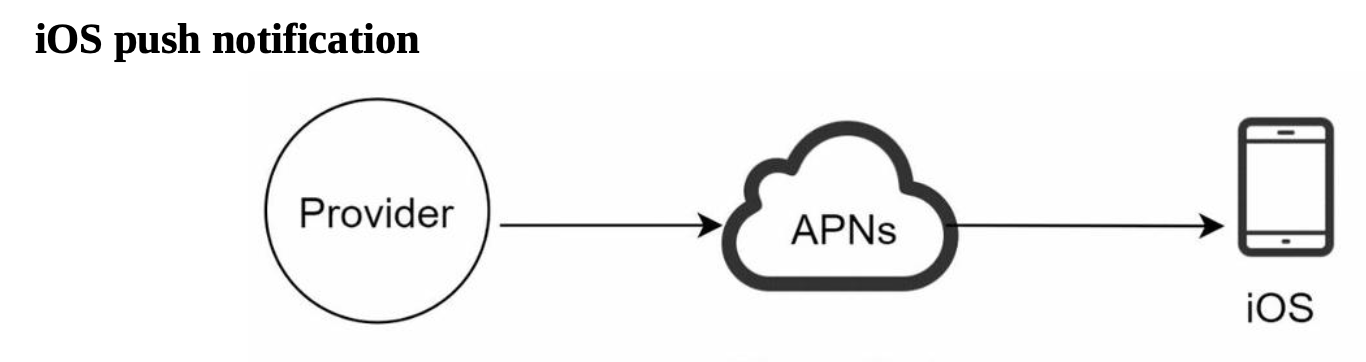 iOS push notification
Provider
APNs
iOS